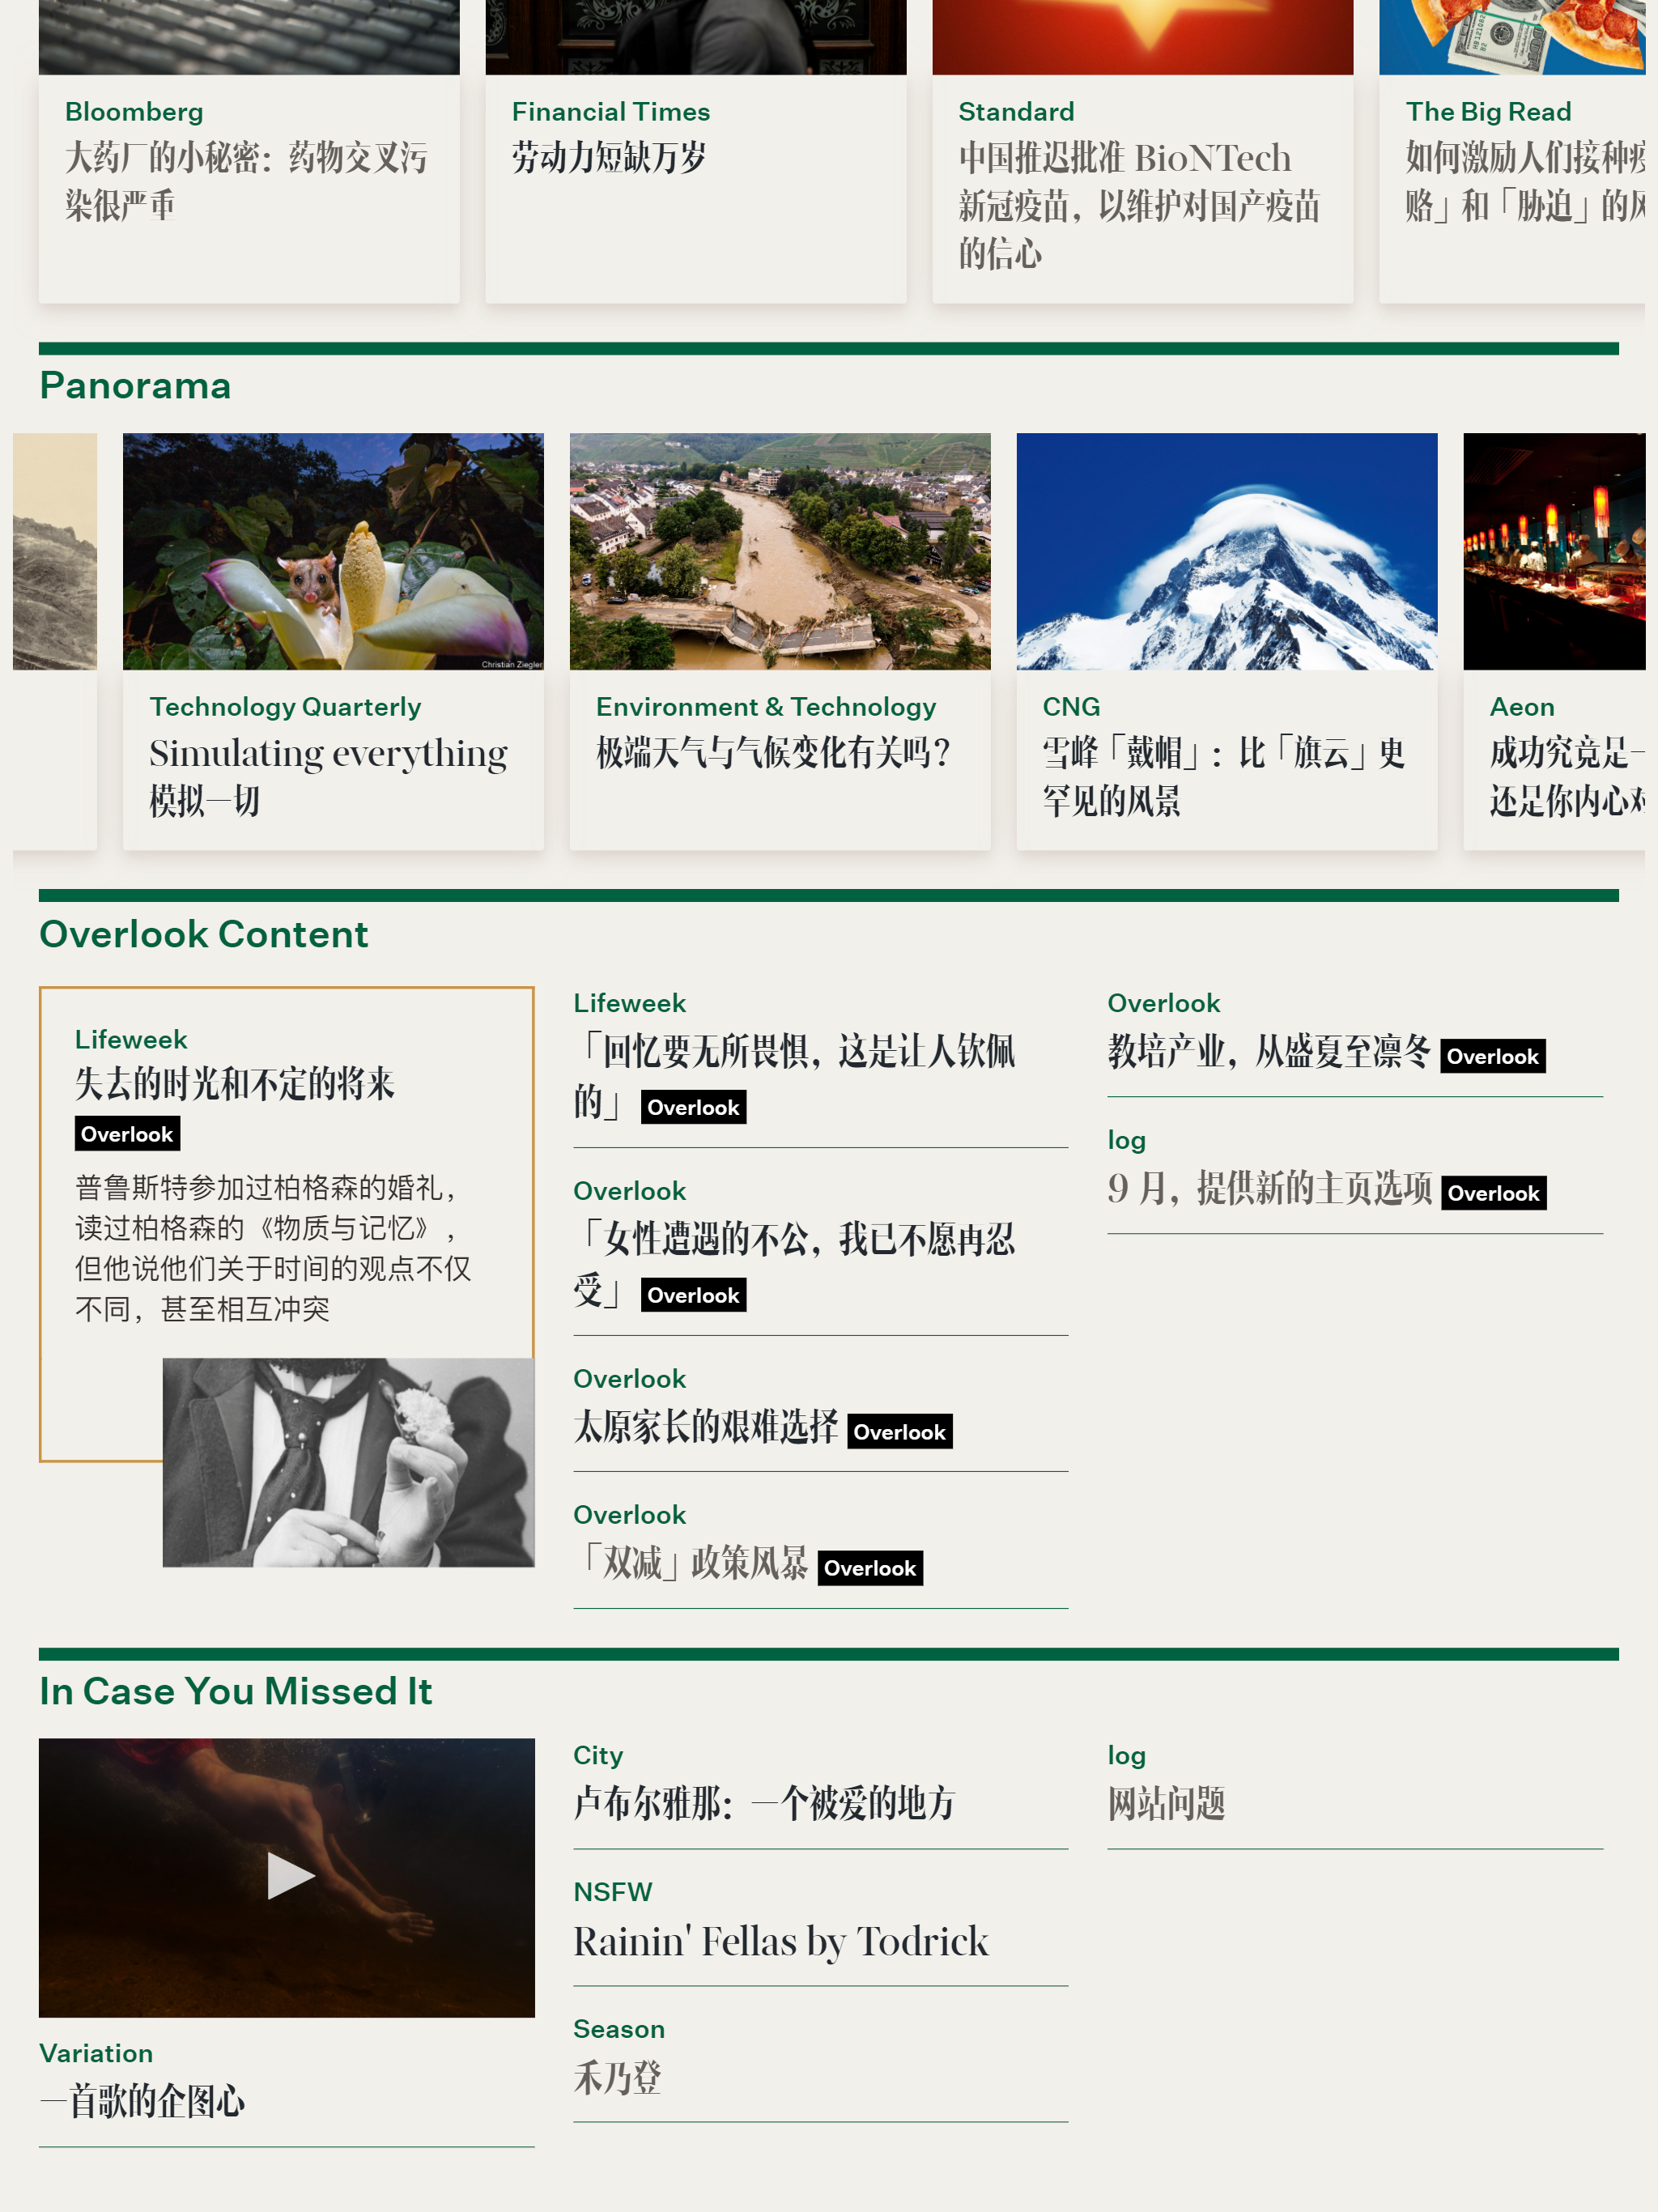 Bloomberg
大药厂的小秘密：药物交叉污
染很严重
Financial Times
劳动力短缺万岁
Standard
中国推迟批准 BioNTech
新冠疫苗，以维护对国产疫苗
的信心
The Big Read
如何激励人们接种疫
赂」和「胁迫」的风
Panorama
Christian Ziegler
Technology Quarterly
Simulating everything
模拟一切
Environment & Technology
极端天气与气候变化有关吗？
CNG
雪峰「戴帽」：比「旗云」更
罕见的风景
Aeon
成功究竟是一
还是你内心对
Overlook Content
Lifeweek
失去的时光和不定的将来
Overlook
普鲁斯特参加过柏格森的婚礼，
读过柏格森的《物质与记忆》，
但他说他们关于时间的观点不仅
不同，甚至相互冲突
Lifeweek
「回忆要无所畏惧，这是让人钦佩
的」 Overlook
Overlook
「女性遭遇的不公，我已不愿再忍
受」 Overlook
Overlook
太原家长的艰难选择 Overlook
Overlook
「双减」政策风暴 Overlook
Overlook
教培产业，从盛夏至凛冬 Overlook
log
9 月，提供新的主页选项 Overlook
In Case You Missed It
Variation
一首歌的企图心
City
卢布尔雅那：一个被爱的地方
NSFW
Rainin' Fellas by Todrick
Season
禾乃登
log
网站问题